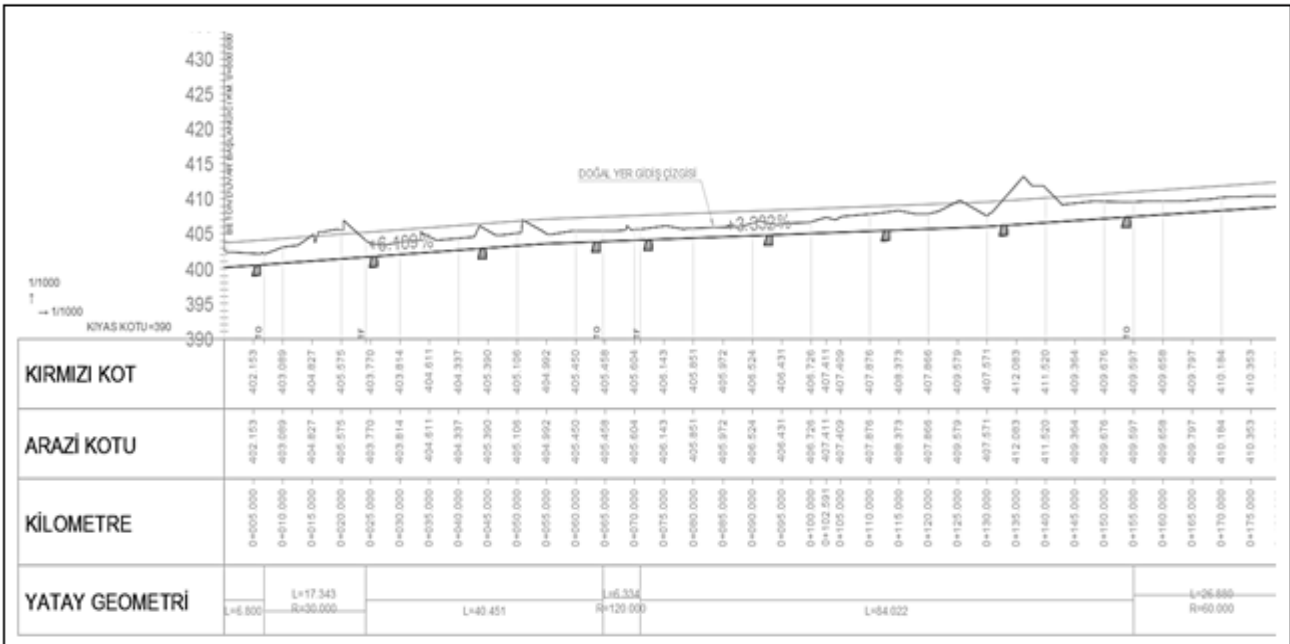 430
425
420
415
410
405
400
395
390
DOĞAL YER GİDİŞ ÇİZGİSİ
+6.109%
+3.332%
1/1000
→ 1/1000
KIYAS KOTU=390
KIRMIZI KOT
402.153 403.089 404.827 405.575 403.770 403.814 404.611 404.337 405.390 405.106 404.992 405.450 405.458 405.604 406.143 405.851 405.972 406.524 406.431 406.726 407.411 407.409 407.876 408.373 407.866 409.579 407.571 412.083 411.520 409.364 409.676 409.597 409.658 409.797 410.184 410.353
ARAZİ KOTU
402.153 403.089 404.827 405.575 403.770 403.814 404.611 404.337 405.390 405.106 404.992 405.450 405.458 405.604 406.143 405.851 405.972 406.524 406.431 406.726 407.411 407.409 407.876 408.373 407.866 409.579 407.571 412.083 411.520 409.364 409.676 409.597 409.658 409.797 410.184 410.353
KİLOMETRE
0+005.000 0+010.000 0+015.000 0+020.000 0+025.000 0+030.000 0+035.000 0+040.000 0+045.000 0+050.000 0+055.000 0+060.000 0+065.000 0+070.000 0+075.000 0+080.000 0+085.000 0+090.000 0+095.000 0+100.000 0+102.591 0+105.000 0+110.000 0+115.000 0+120.000 0+125.000 0+130.000 0+135.000 0+140.000 0+145.000 0+150.000 0+155.000 0+160.000 0+165.000 0+170.000 0+175.000
YATAY GEOMETRİ
L=6.800
L=17.343
R=30.000
L=40.451
L=6.334
R=120.000
L=84.022
L=26.880
R=60.000